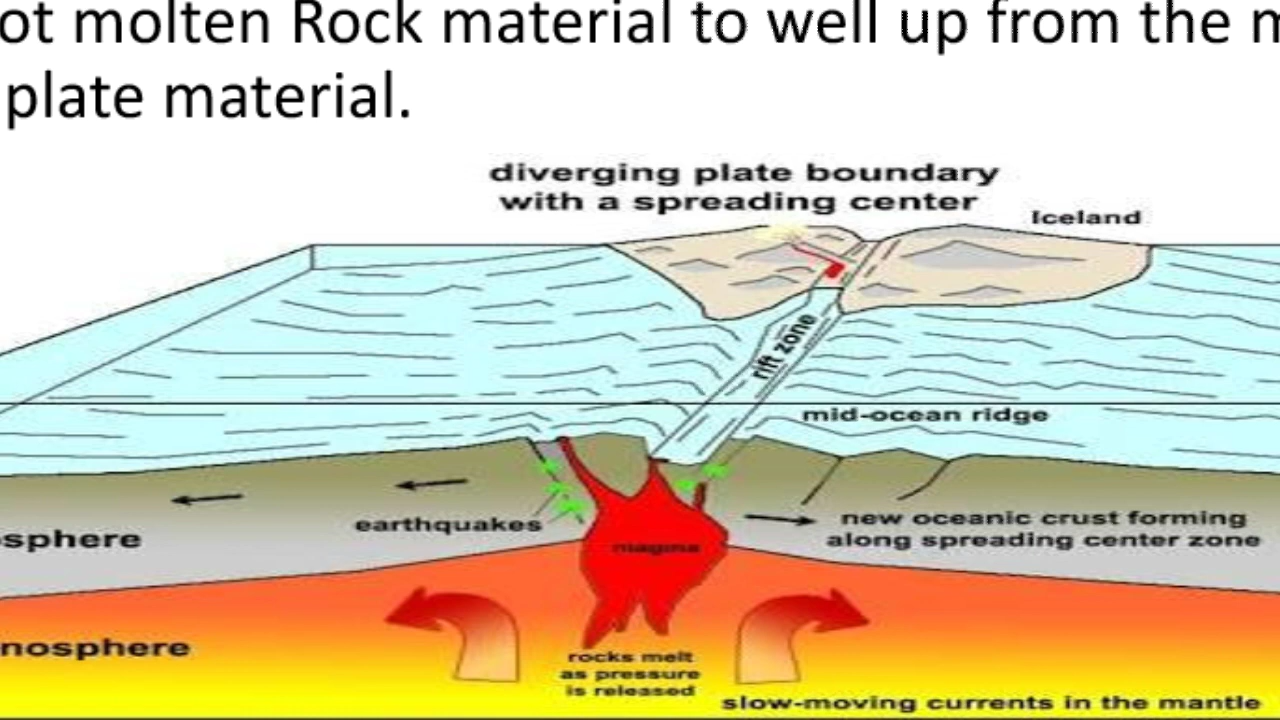 ot molten Rock material to well up from the m
plate material.
diverging plate boundary
with a spreading center
Iceland
rift zone
mid-ocean ridge
earthquakes
new oceanic crust forming
along spreading center zone
osphere
magma
nosphere
rocks melt
as pressure
is released
slow-moving currents in the mantle